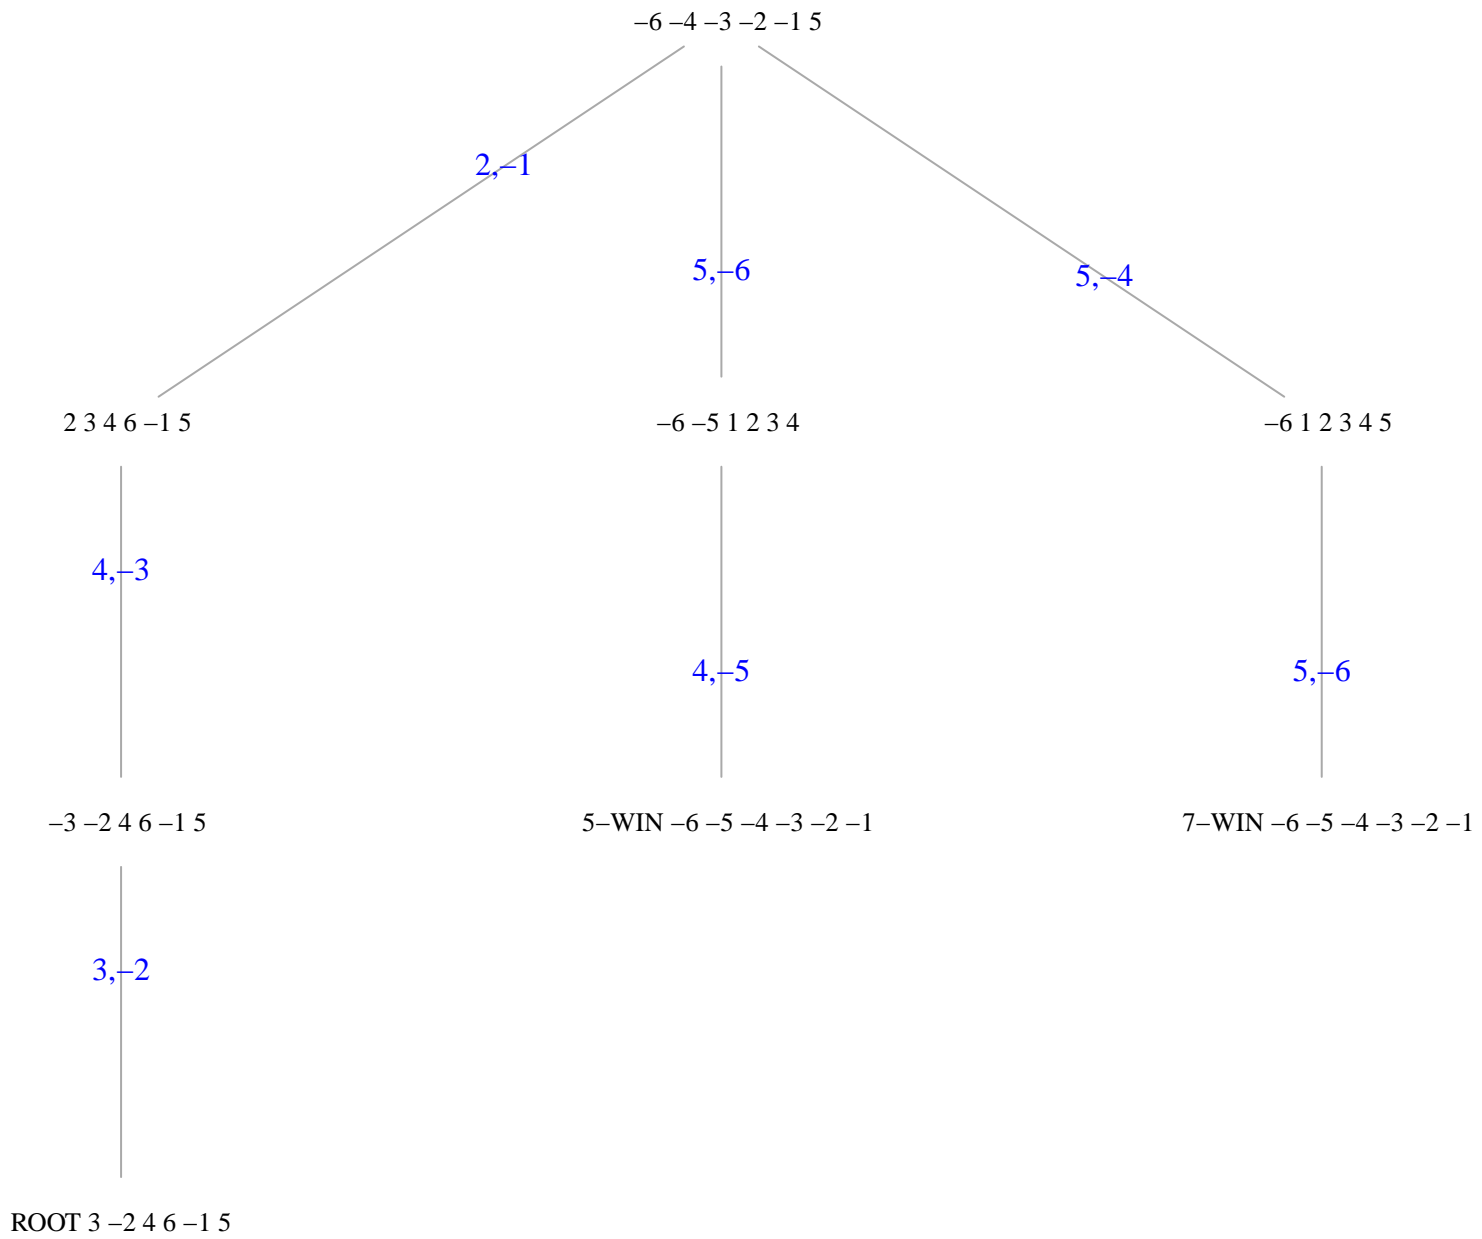 –6 –4 –3 –2 –1 5
2,–1
5,–6
5,–4
2 3 4 6 –1 5
–6 –5 1 2 3 4
–6 1 2 3 4 5
4,–3
4,–5
5,–6
–3 –2 4 6 –1 5
5–WIN –6 –5 –4 –3 –2 –1
7–WIN –6 –5 –4 –3 –2 –1
3,–2
ROOT 3 –2 4 6 –1 5